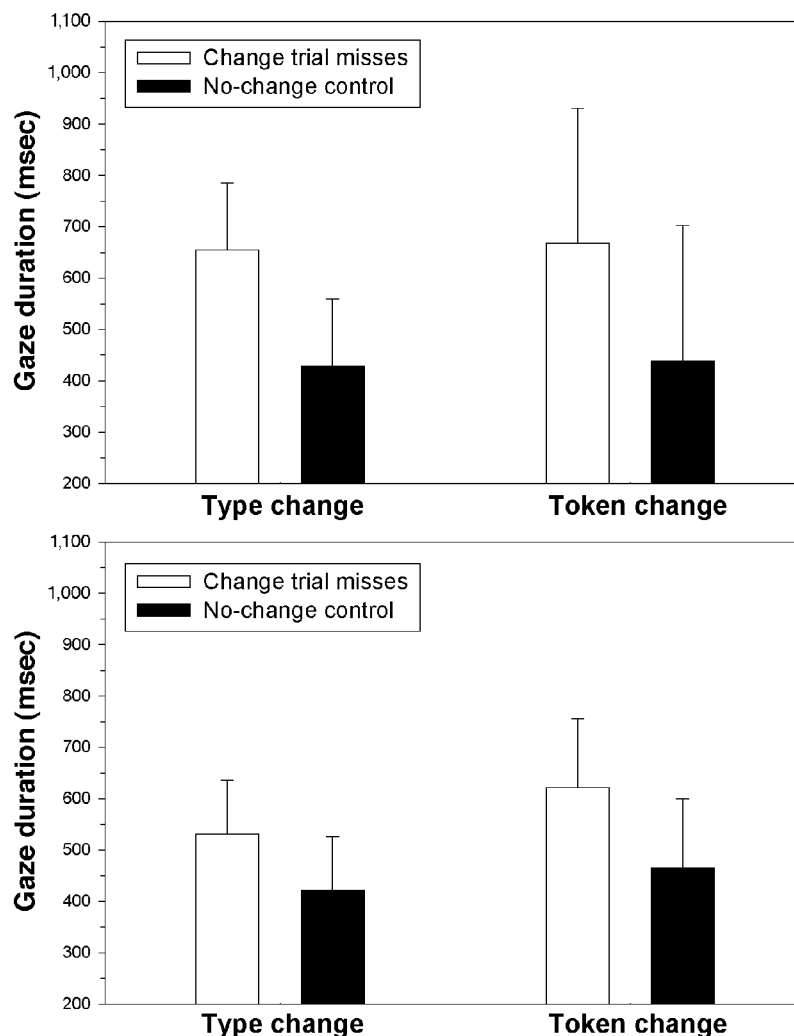 1,100
1,000
900
800
700
600
500
400
300
200
Gaze duration (msec)
Change trial misses
No-change control
Type change
Token change
1,100
1,000
900
800
700
600
500
400
300
200
Gaze duration (msec)
Change trial misses
No-change control
Type change
Token change